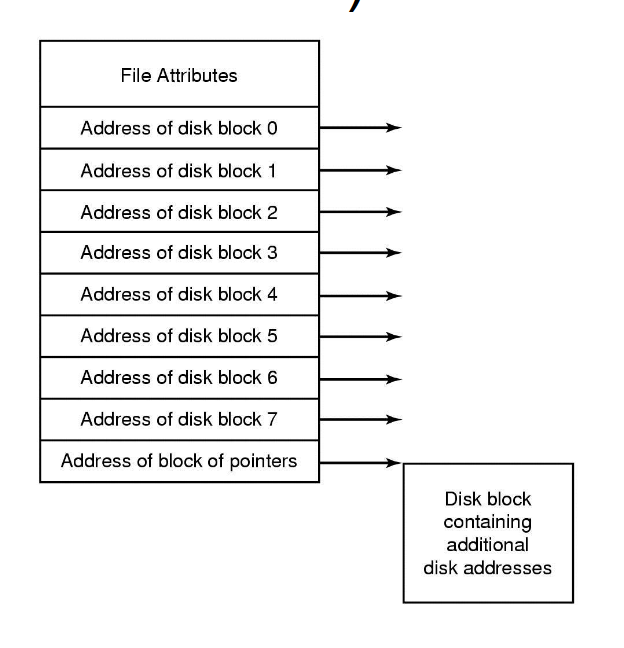 File Attributes
Address of disk block 0
Address of disk block 1
Address of disk block 2
Address of disk block 3
Address of disk block 4
Address of disk block 5
Address of disk block 6
Address of disk block 7
Address of block of pointers
Disk block
containing
additional
disk addresses